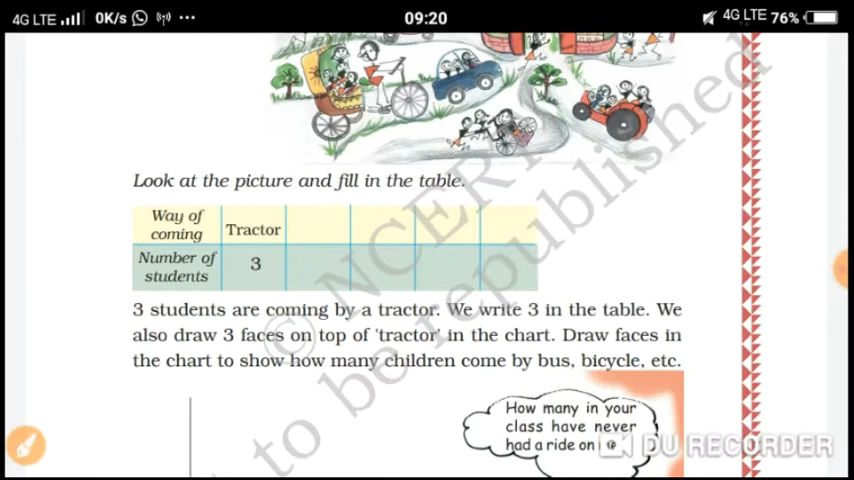 4G LTE 0K/s 09:20 4G LTE 76%
Look at the picture and fill in the table.
Way of coming Tractor
Number of students 3
3 students are coming by a tractor. We write 3 in the table. We
also draw 3 faces on top of 'tractor' in the chart. Draw faces in
the chart to show how many children come by bus, bicycle, etc.
How many in your
class have never
had a ride on
DU RECORDER
© NCERT
to be republished